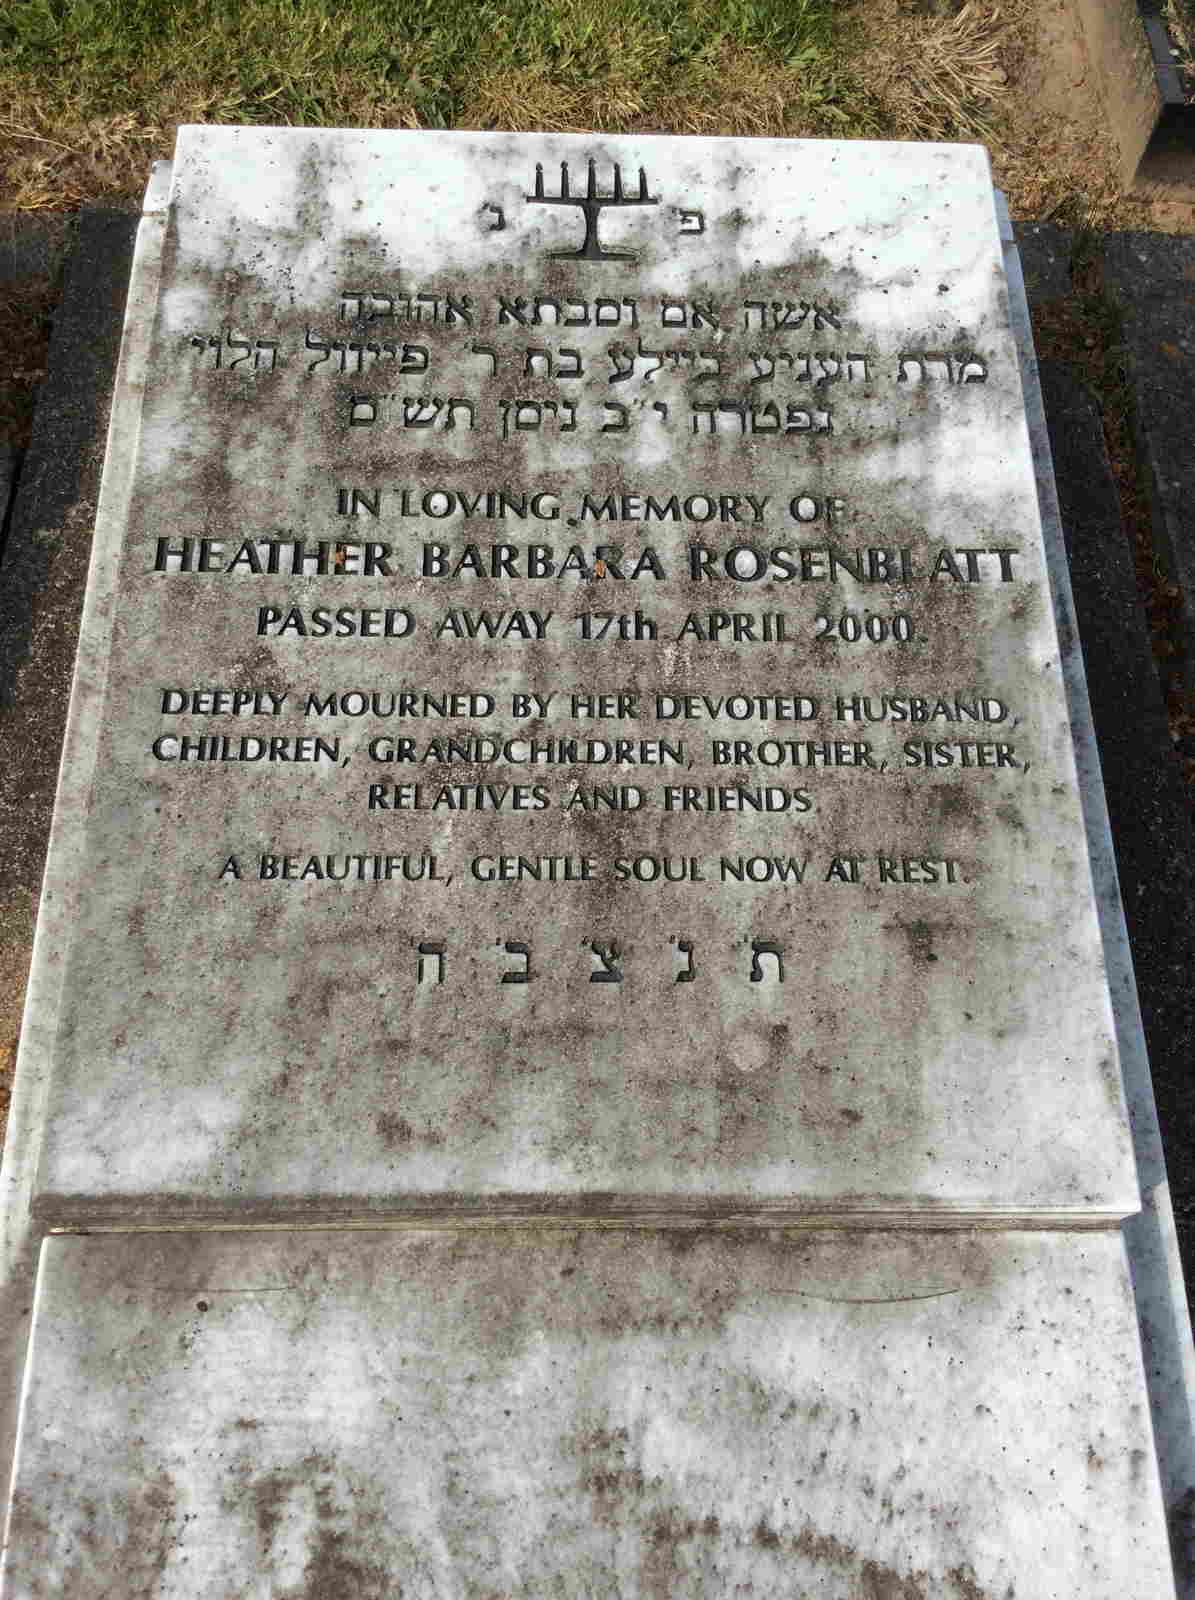 פ נ
אשה אם וסבתא אהובה
מרת העניע ביילע בת ר' פייוול הלוי
נפטרה י"ב ניסן תש"ם
IN LOVING MEMORY OF
HEATHER BARBARA ROSENBLATT
PASSED AWAY 17th APRIL 2000.
DEEPLY MOURNED BY HER DEVOTED HUSBAND,
CHILDREN, GRANDCHILDREN, BROTHER, SISTER,
RELATIVES AND FRIENDS
A BEAUTIFUL, GENTLE SOUL NOW AT REST.
ת' נ' צ' ב' ה'